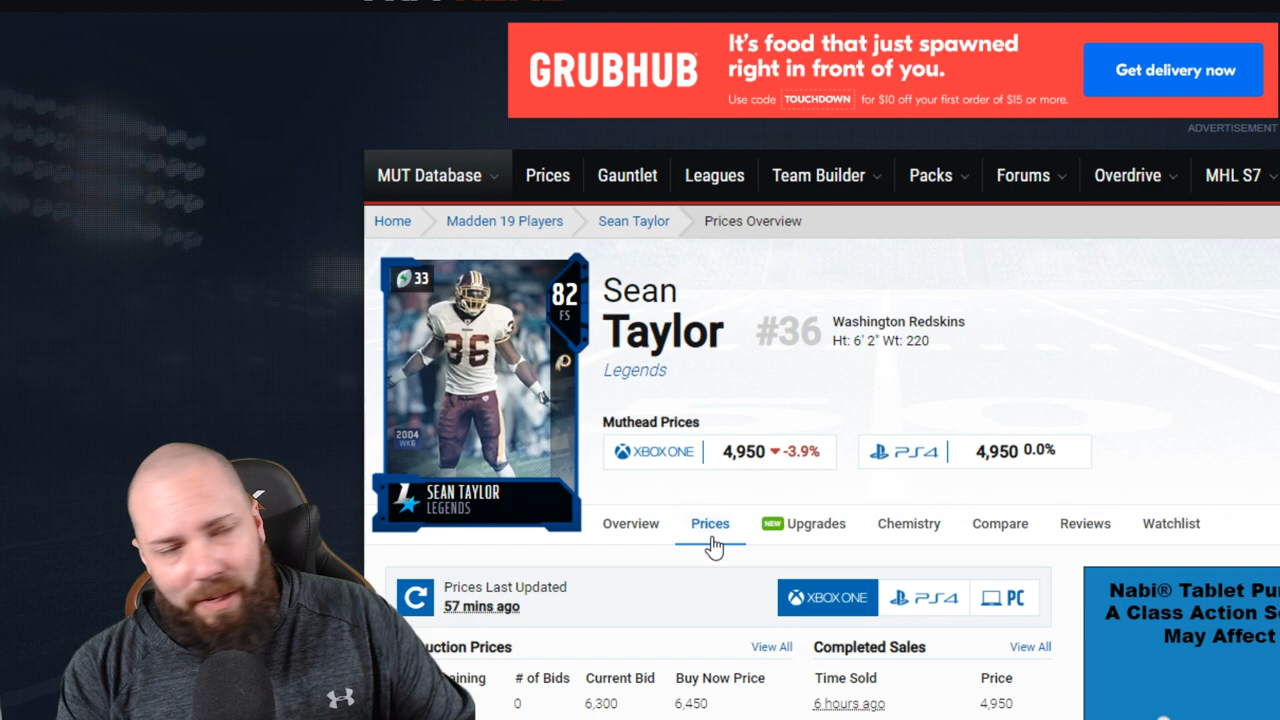 GRUBHUB
It's food that just spawned
right in front of you.
Use code TOUCHDOWN for $10 off your first order of $15 or more.
Get delivery now
ADVERTISEMENT
MUT Database
Prices
Gauntlet
Leagues
Team Builder
Packs
Forums
Overdrive
MHL S7
Home
Madden 19 Players
Sean Taylor
Prices Overview
33
82
FS
36
2004
WK6
SEAN TAYLOR
LEGENDS
Sean
Taylor
#36
Washington Redskins
Ht: 6' 2" Wt: 220
Legends
Muthead Prices
XBOX ONE
4,950 -3.9%
PS4
4,950 0.0%
Overview
Prices
NEW Upgrades
Chemistry
Compare
Reviews
Watchlist
Prices Last Updated
57 mins ago
XBOX ONE
PS4
PC
uction Prices
View All
aining
# of Bids
Current Bid
Buy Now Price
0
6,300
6,450
Completed Sales
View All
Time Sold
Price
6 hours ago
4,950
Nabi® Tablet Pu
A Class Action S
May Affect